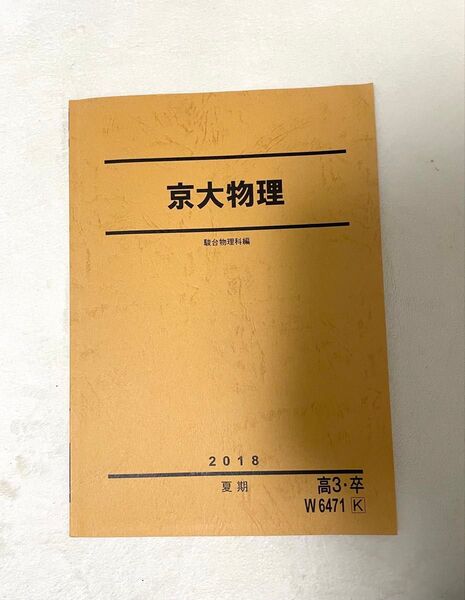 京大物理
駿台物理科編
2018
夏期
高3・卒
W6471 K